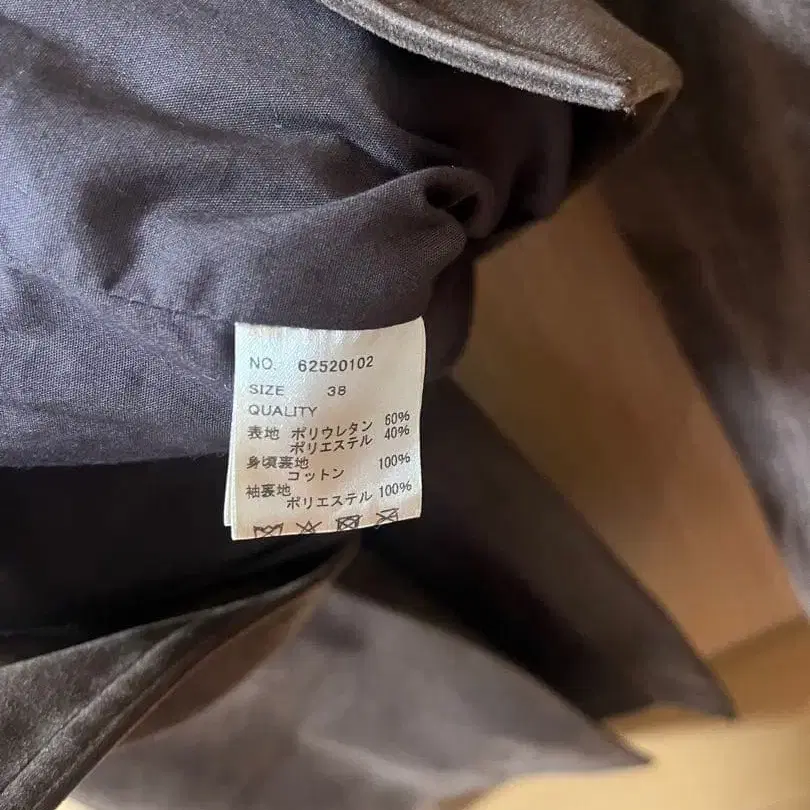 NO. 62520102
SIZE 38
QUALITY
表地 ポリウレタン 60%
ポリエステル 40%
身頃裏地
コットン 100%
袖裏地
ポリエステル 100%